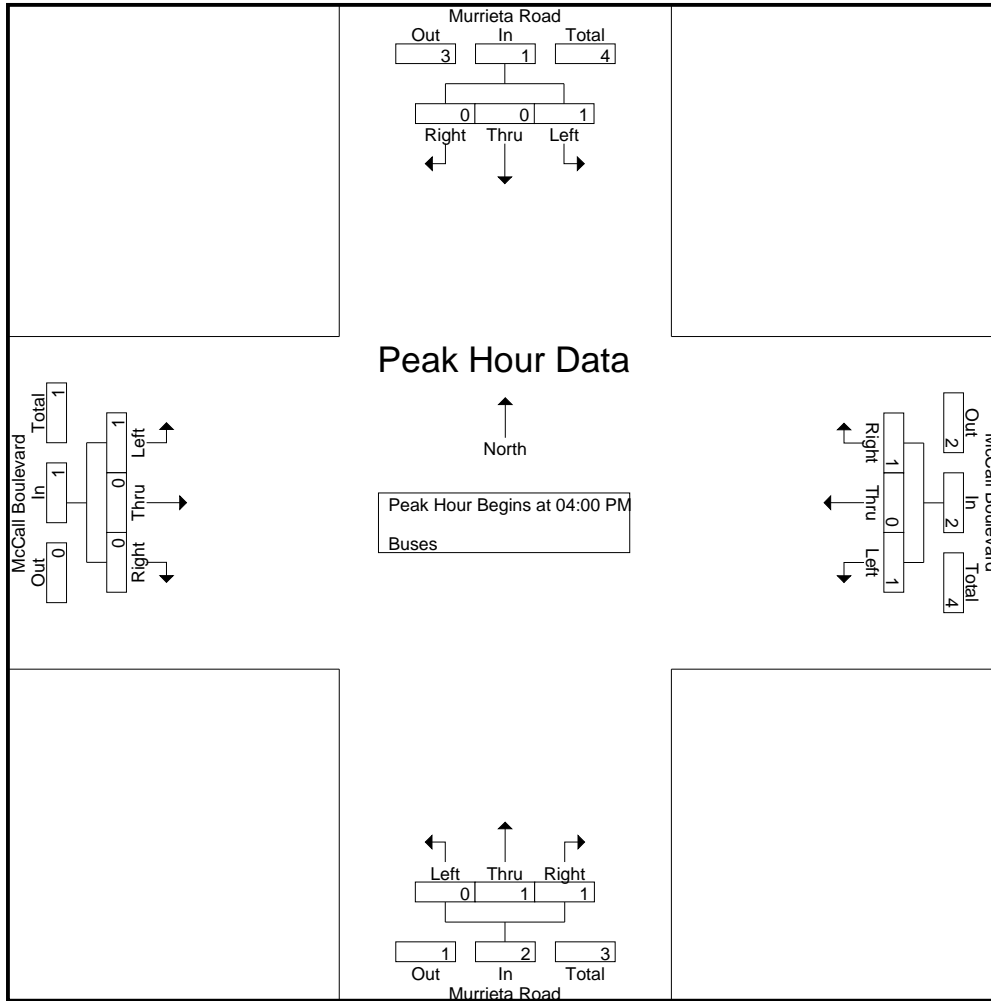 Murrieta Road
Out In Total
3 1 4
0 0 1
Right Thru Left
Peak Hour Data
North
Peak Hour Begins at 04:00 PM
Buses
McCall Boulevard
Out In Total
0 1 1
1 0 0
Left Thru Right
McCall Boulevard
Out In Total
2 2 4
1 0 1
Right Thru Left
Left Thru Right
0 1 1
1 2 3
Out In Total
Murrieta Road